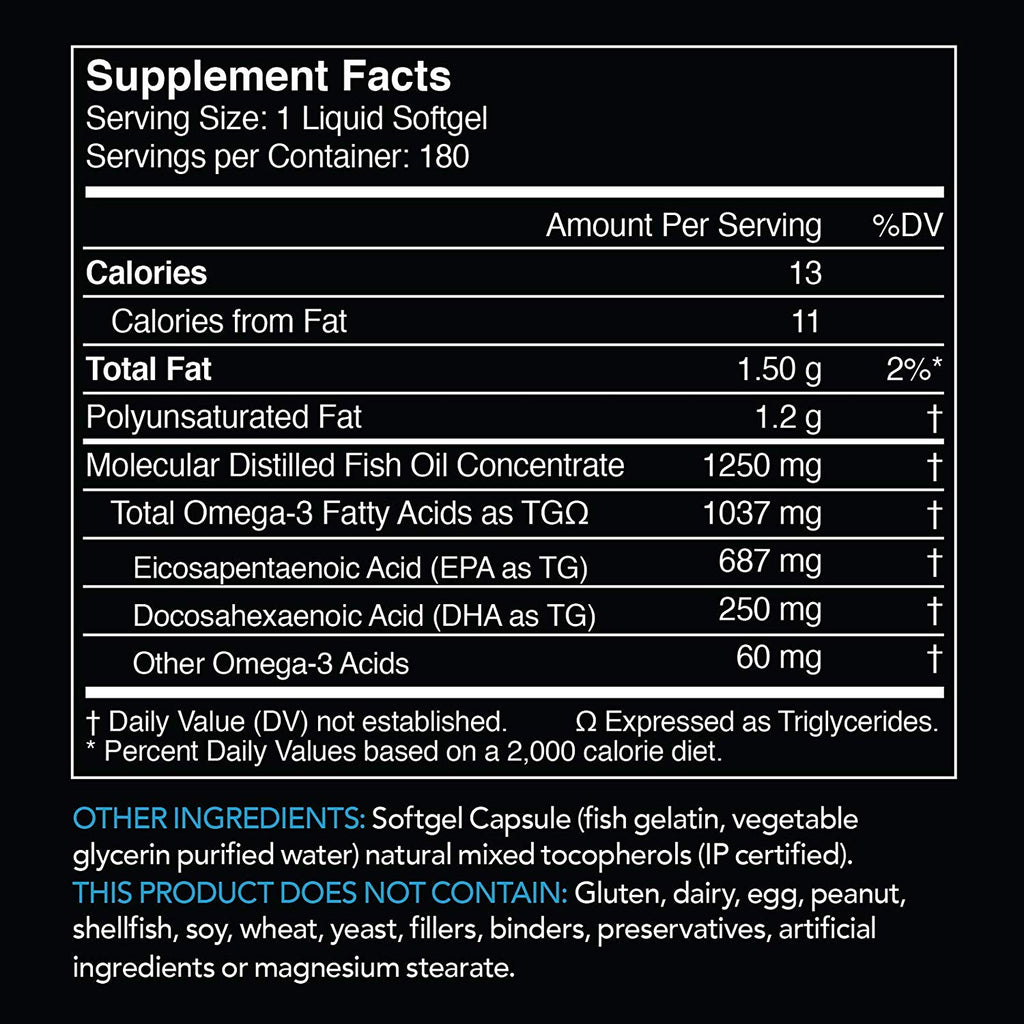 Supplement Facts
Serving Size: 1 Liquid Softgel
Servings per Container: 180
Amount Per Serving %DV
Calories 13
Calories from Fat 11
Total Fat 1.50 g 2%*
Polyunsaturated Fat 1.2 g †
Molecular Distilled Fish Oil Concentrate 1250 mg †
Total Omega-3 Fatty Acids as TGΩ 1037 mg †
Eicosapentaenoic Acid (EPA as TG) 687 mg †
Docosahexaenoic Acid (DHA as TG) 250 mg †
Other Omega-3 Acids 60 mg †
† Daily Value (DV) not established. Ω Expressed as Triglycerides.
* Percent Daily Values based on a 2,000 calorie diet.
OTHER INGREDIENTS: Softgel Capsule (fish gelatin, vegetable
glycerin purified water) natural mixed tocopherols (IP certified).
THIS PRODUCT DOES NOT CONTAIN: Gluten, dairy, egg, peanut,
shellfish, soy, wheat, yeast, fillers, binders, preservatives, artificial
ingredients or magnesium stearate.